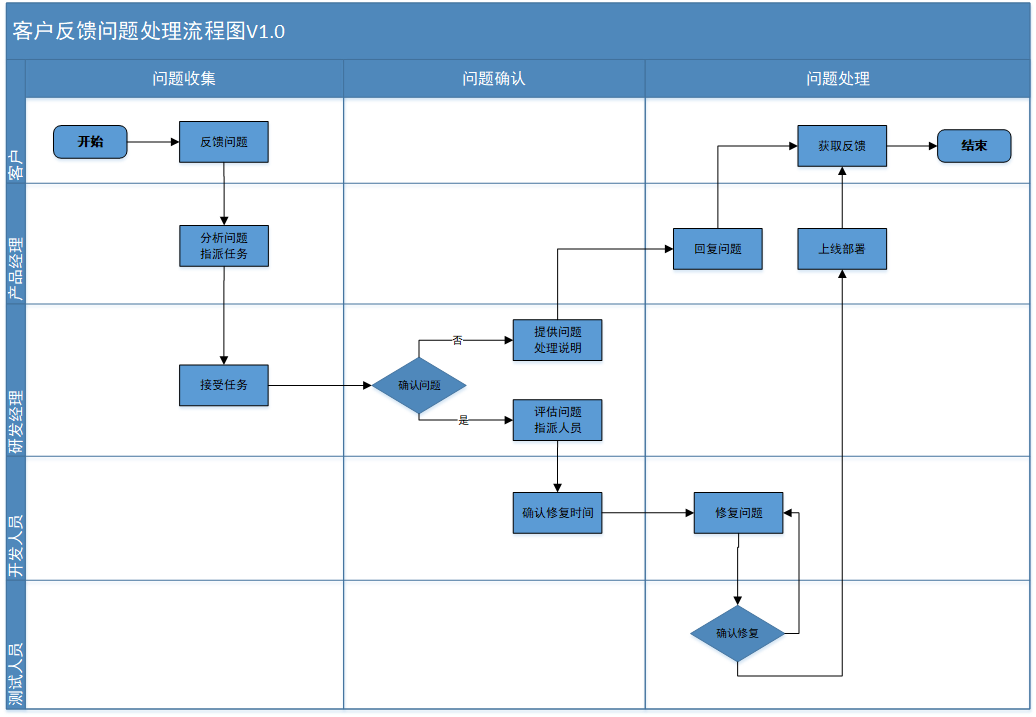 客户反馈问题处理流程图V1.0
问题收集
问题确认
问题处理
客户
开始
反馈问题
获取反馈
结束
产品经理
分析问题
指派任务
回复问题
上线部署
研发经理
接受任务
确认问题
否
是
提供问题
处理说明
评估问题
指派人员
开发人员
确认修复时间
修复问题
测试人员
确认修复